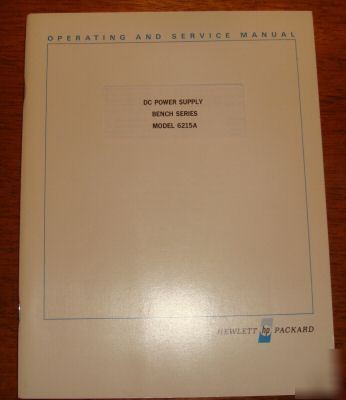 OPERATING AND SERVICE MANUAL
DC POWER SUPPLY
BENCH SERIES
MODEL 6215A
HEWLETT hp PACKARD